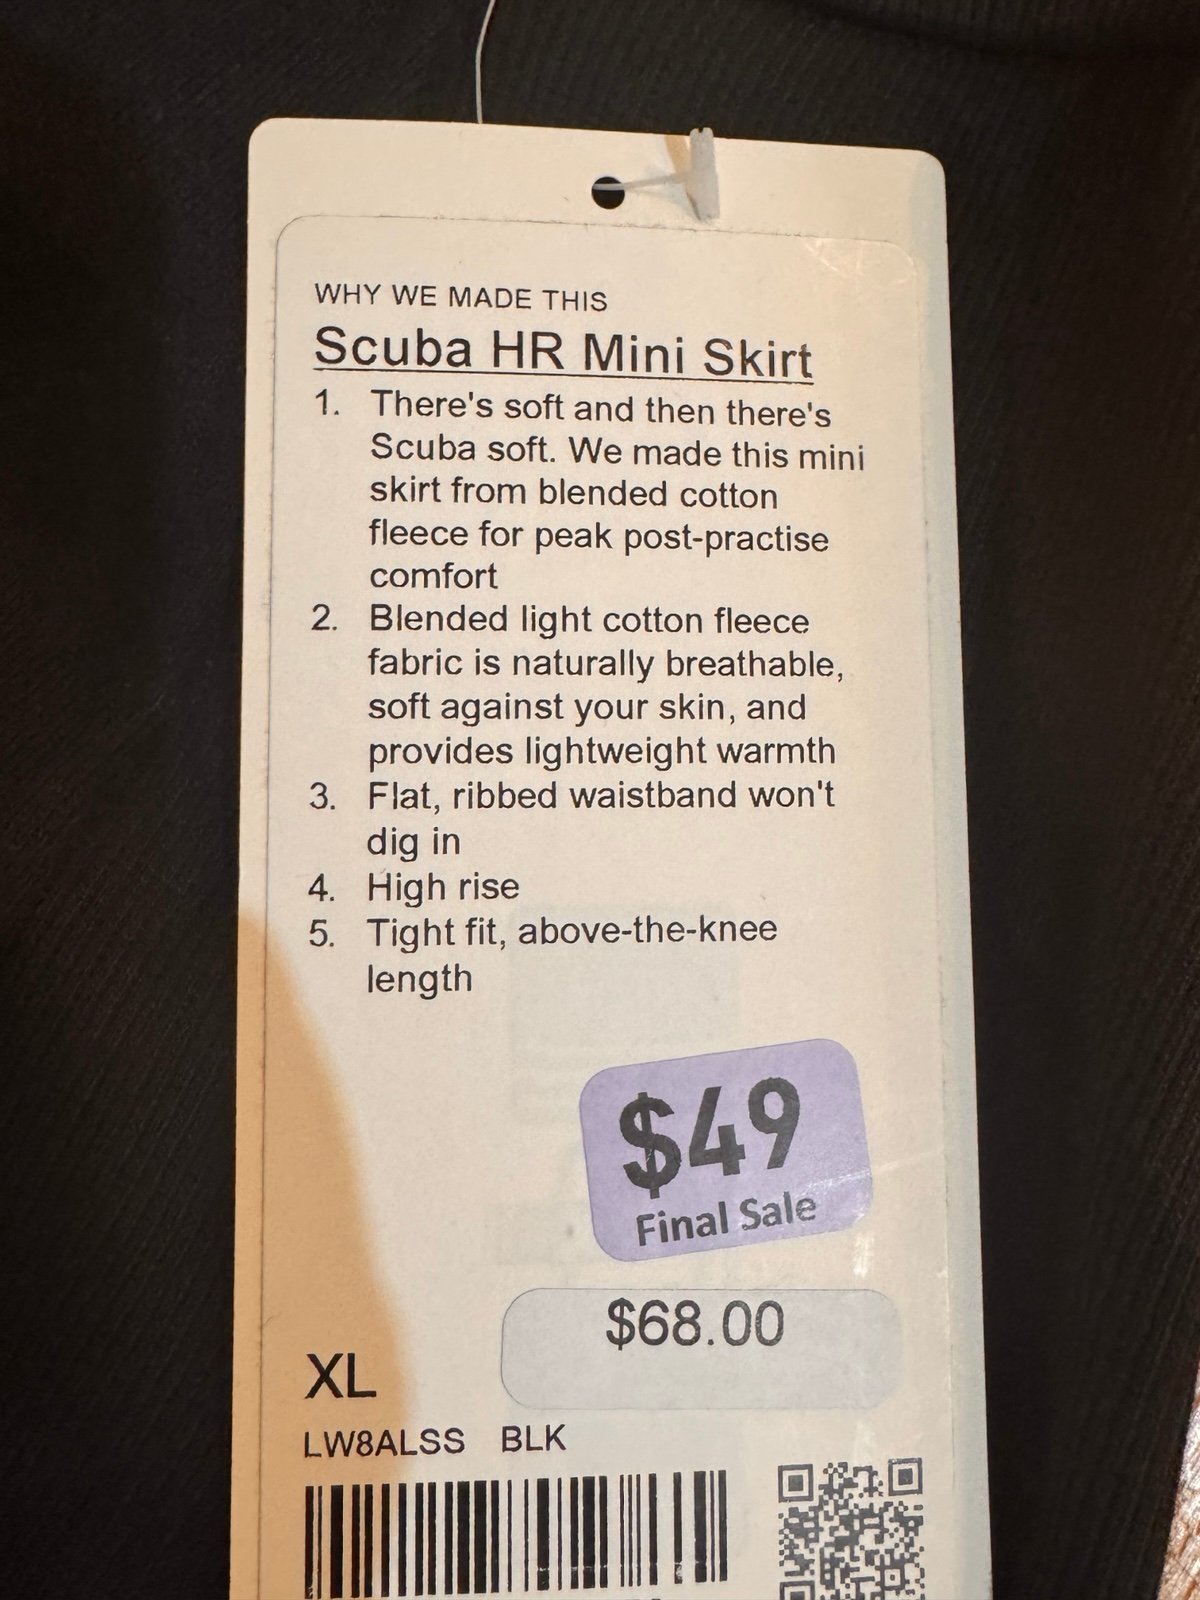 WHY WE MADE THIS
Scuba HR Mini Skirt
1. There's soft and then there's
Scuba soft. We made this mini
skirt from blended cotton
fleece for peak post-practise
comfort
2. Blended light cotton fleece
fabric is naturally breathable,
soft against your skin, and
provides lightweight warmth
3. Flat, ribbed waistband won't
dig in
4. High rise
5. Tight fit, above-the-knee
length
$49
Final Sale
$68.00
XL
LW8ALSS BLK